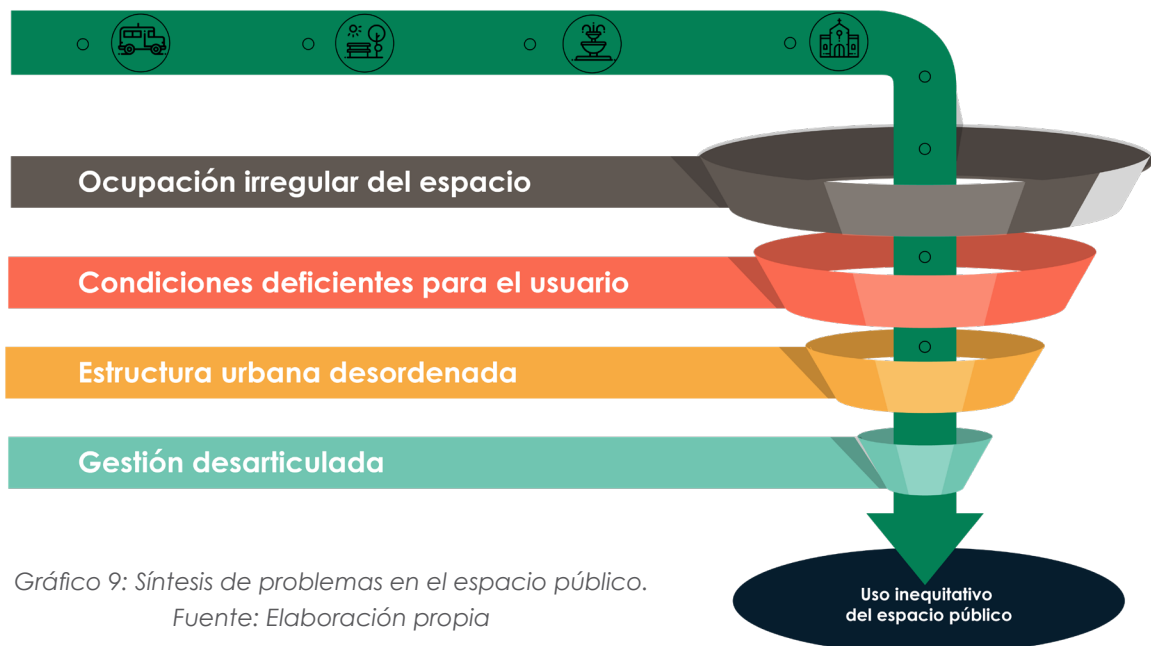 Ocupación irregular del espacio
Condiciones deficientes para el usuario
Estructura urbana desordenada
Gestión desarticulada
Gráfico 9: Síntesis de problemas en el espacio público.
Fuente: Elaboración propia
Uso inequitativo
del espacio público